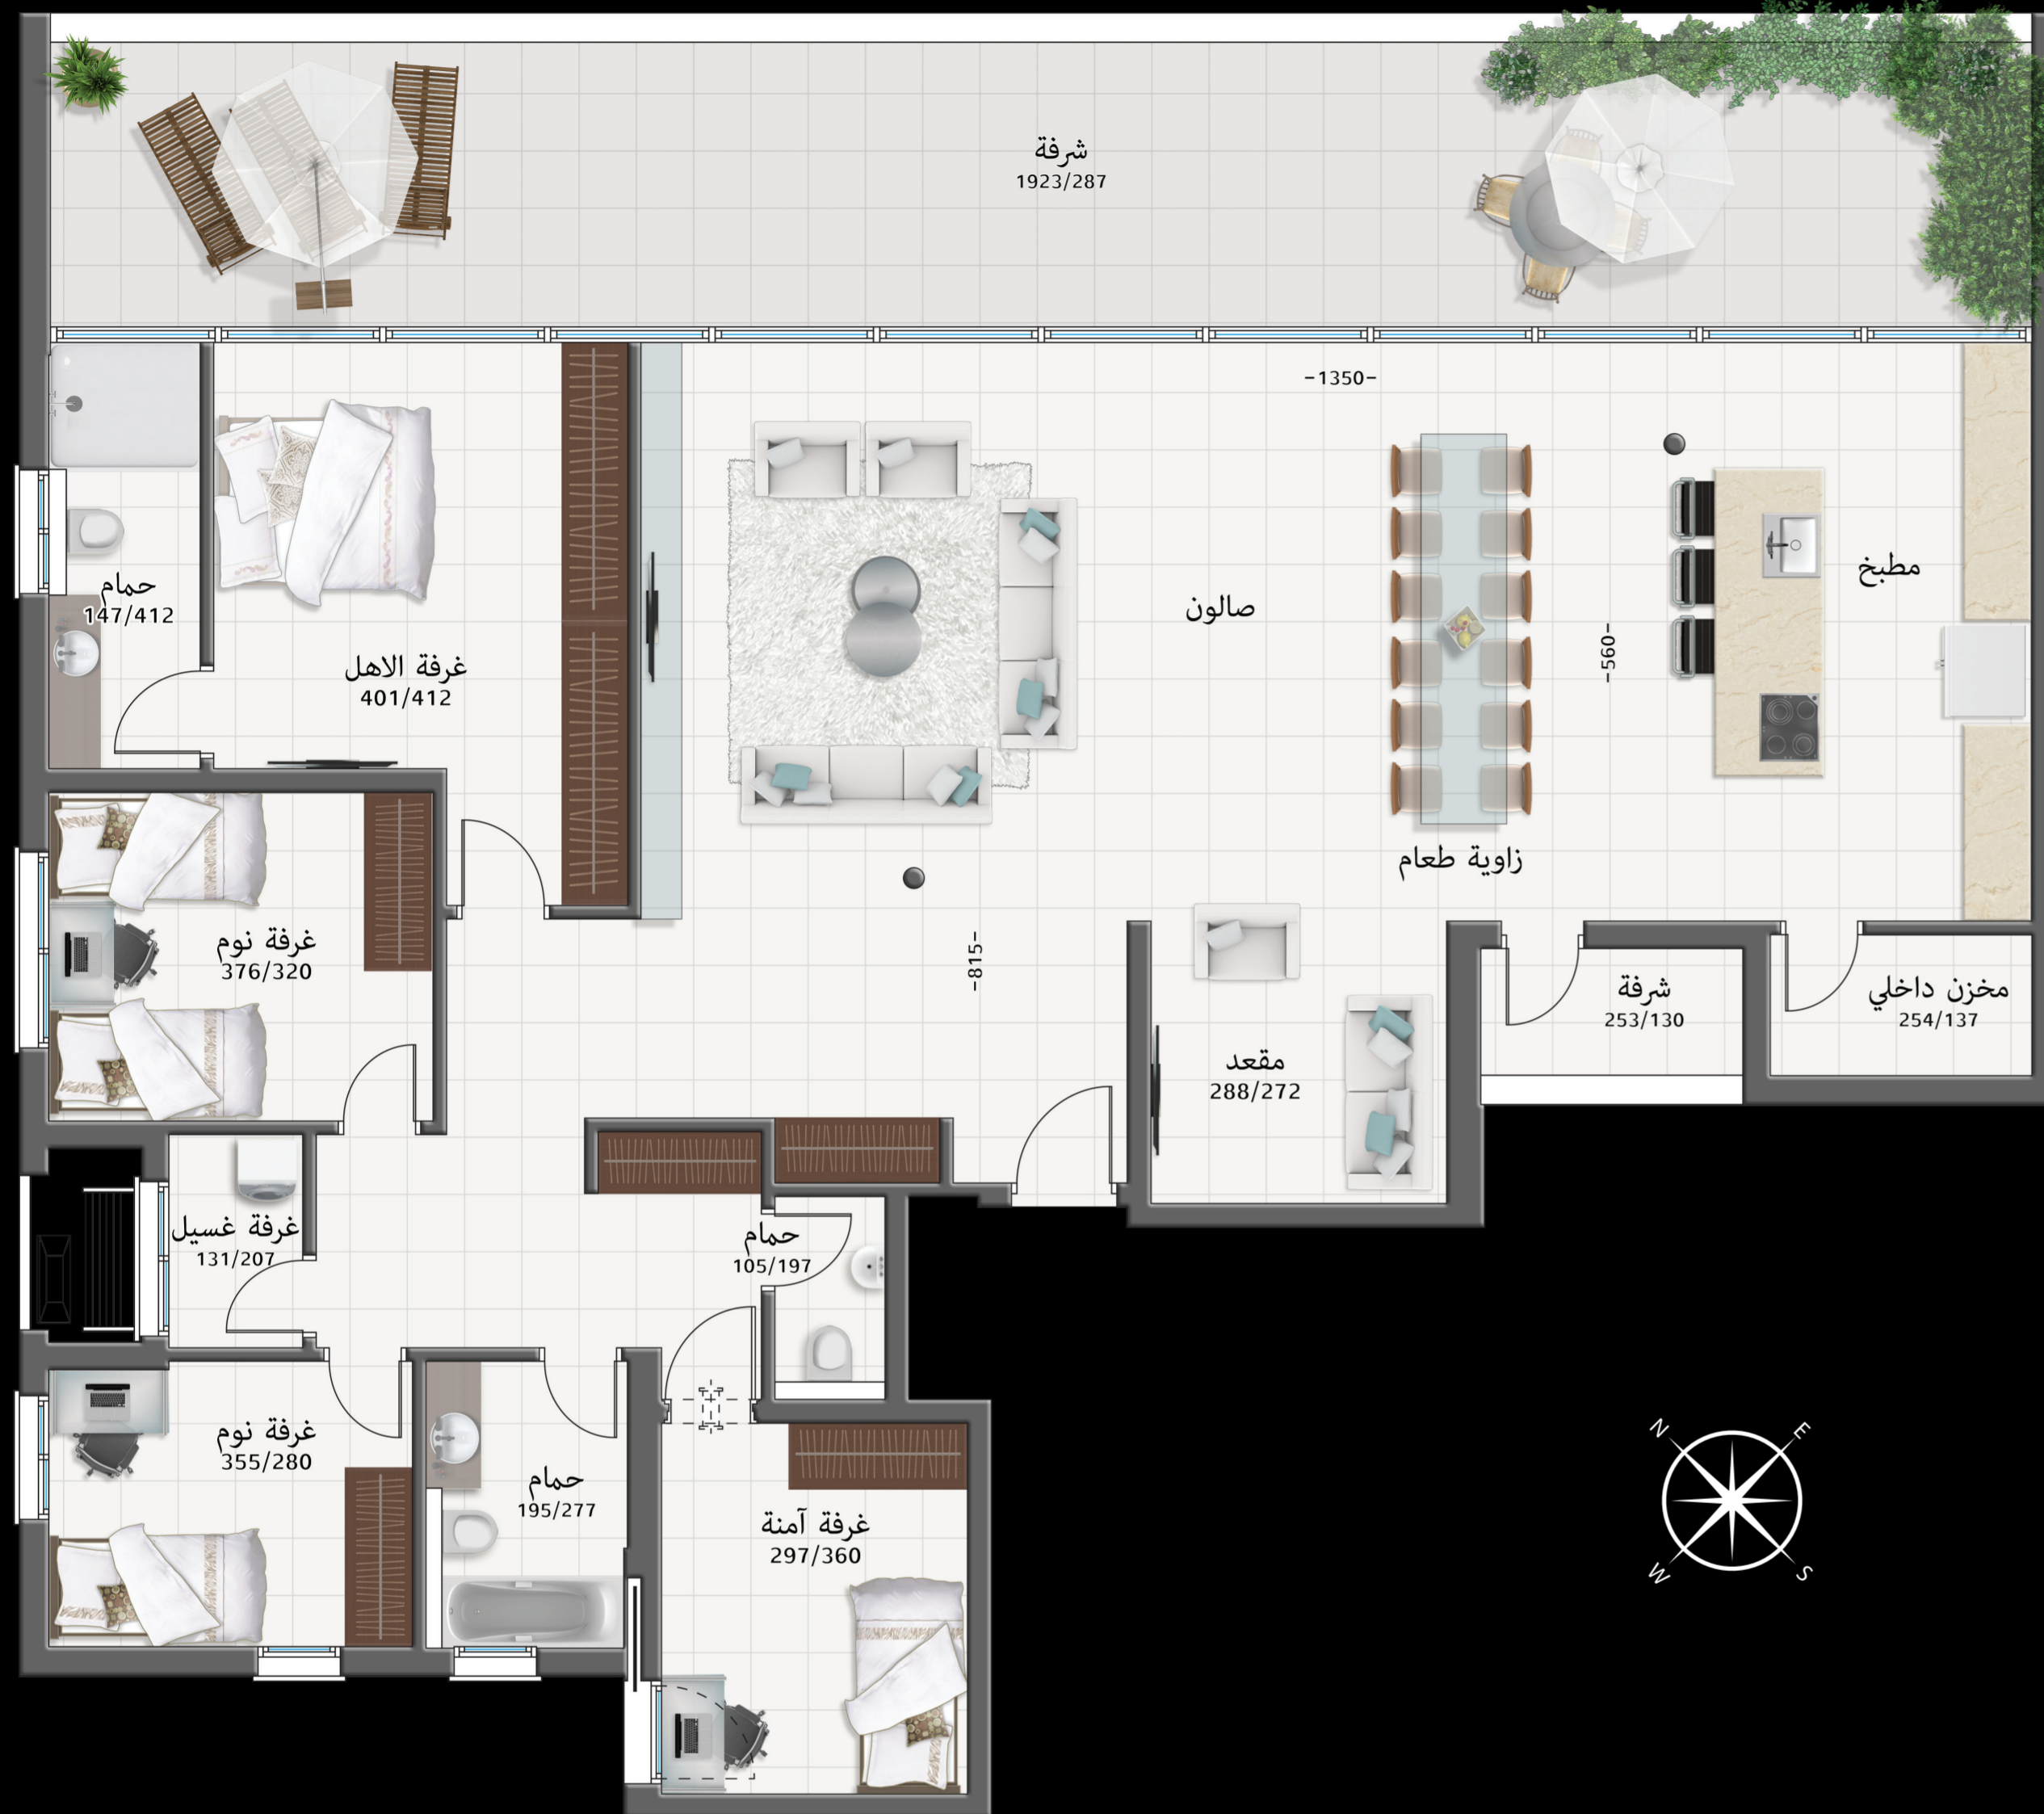 شرفة
1923/287
-1350-
حمام
147/412
غرفة الاهل
401/412
صالون
-560-
مطبخ
زاوية طعام
غرفة نوم
376/320
-815-
مقعد
288/272
شرفة
253/130
مخزن داخلي
254/137
غرفة غسيل
131/207
حمام
105/197
غرفة نوم
355/280
حمام
195/277
غرفة آمنة
297/360
N
E
W
S